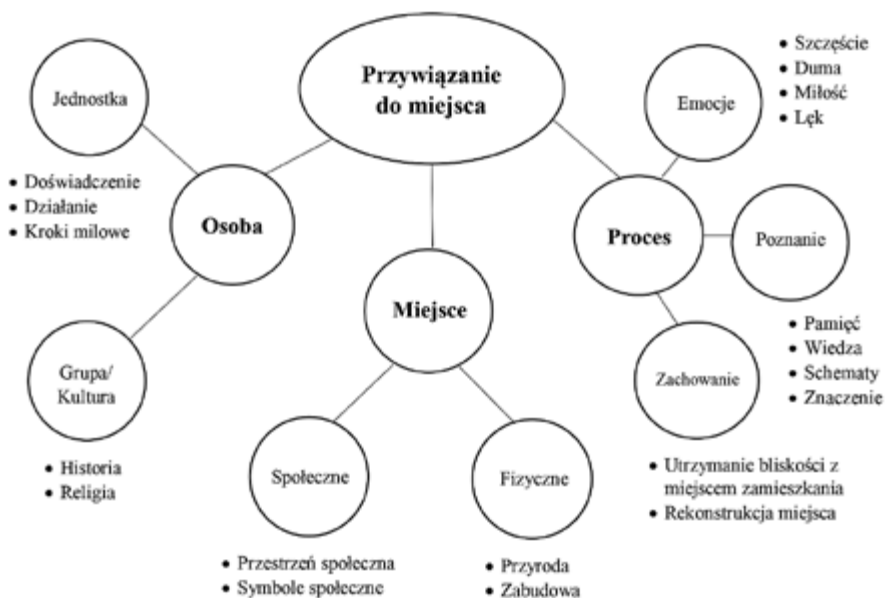 Przywiązanie
do miejsca
Jednostka
• Doświadczenie
• Działanie
• Kroki milowe
Osoba
Grupa/
Kultura
• Historia
• Religia
Miejsce
Społeczne
• Przestrzeń społeczna
• Symbole społeczne
Fizyczne
• Przyroda
• Zabudowa
Proces
Emocje
• Szczęście
• Duma
• Miłość
• Lęk
Poznanie
• Pamięć
• Wiedza
• Schematy
• Znaczenie
Zachowanie
• Utrzymanie bliskości z
miejscem zamieszkania
• Rekonstrukcja miejsca